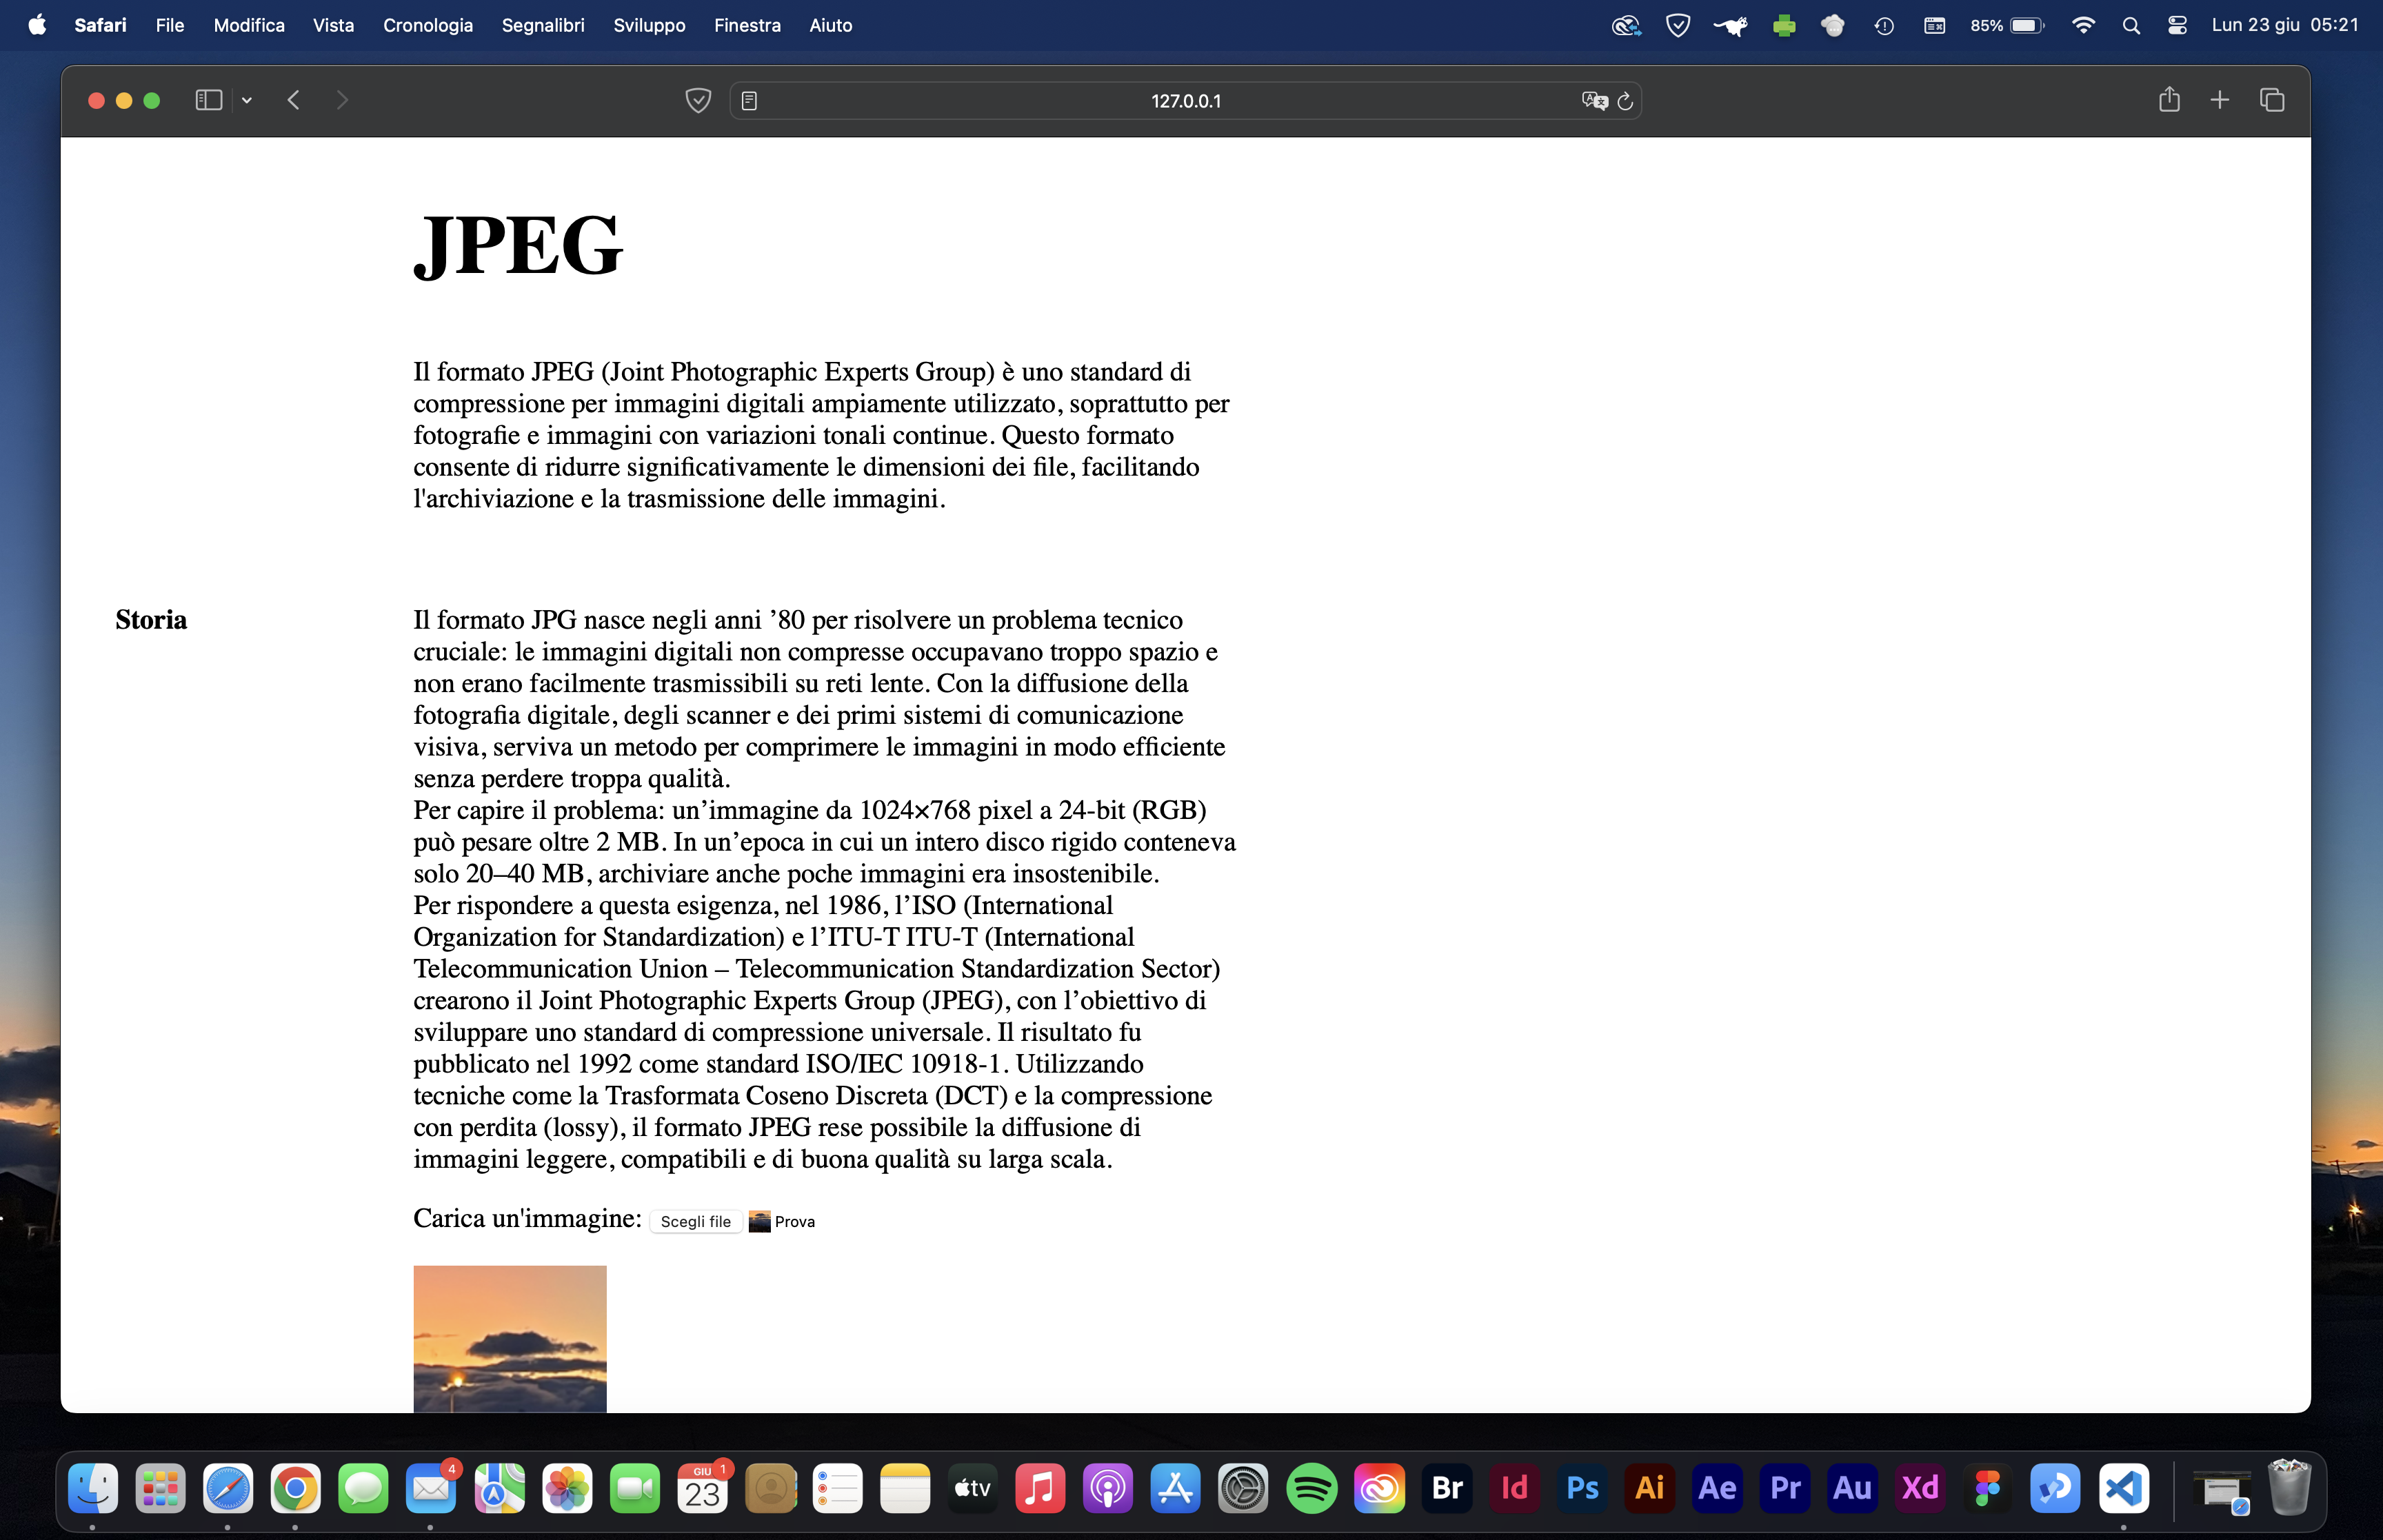 Safari File Modifica Vista Cronologia Segnalibri Sviluppo Finestra Aiuto 85% Lun 23 giu 05:21
127.0.0.1
JPEG
Il formato JPEG (Joint Photographic Experts Group) è uno standard di
compressione per immagini digitali ampiamente utilizzato, soprattutto per
fotografie e immagini con variazioni tonali continue. Questo formato
consente di ridurre significativamente le dimensioni dei file, facilitando
l'archiviazione e la trasmissione delle immagini.
Storia
Il formato JPG nasce negli anni ’80 per risolvere un problema tecnico
cruciale: le immagini digitali non compresse occupavano troppo spazio e
non erano facilmente trasmissibili su reti lente. Con la diffusione della
fotografia digitale, degli scanner e dei primi sistemi di comunicazione
visiva, serviva un metodo per comprimere le immagini in modo efficiente
senza perdere troppa qualità.
Per capire il problema: un’immagine da 1024×768 pixel a 24-bit (RGB)
può pesare oltre 2 MB. In un’epoca in cui un intero disco rigido conteneva
solo 20–40 MB, archiviare anche poche immagini era insostenibile.
Per rispondere a questa esigenza, nel 1986, l’ISO (International
Organization for Standardization) e l’ITU-T ITU-T (International
Telecommunication Union – Telecommunication Standardization Sector)
crearono il Joint Photographic Experts Group (JPEG), con l’obiettivo di
sviluppare uno standard di compressione universale. Il risultato fu
pubblicato nel 1992 come standard ISO/IEC 10918-1. Utilizzando
tecniche come la Trasformata Coseno Discreta (DCT) e la compressione
con perdita (lossy), il formato JPEG rese possibile la diffusione di
immagini leggere, compatibili e di buona qualità su larga scala.
Carica un'immagine: Scegli file Prova
4 GIU 1 23 tv Br Id Ps Ai Ae Pr Au Xd